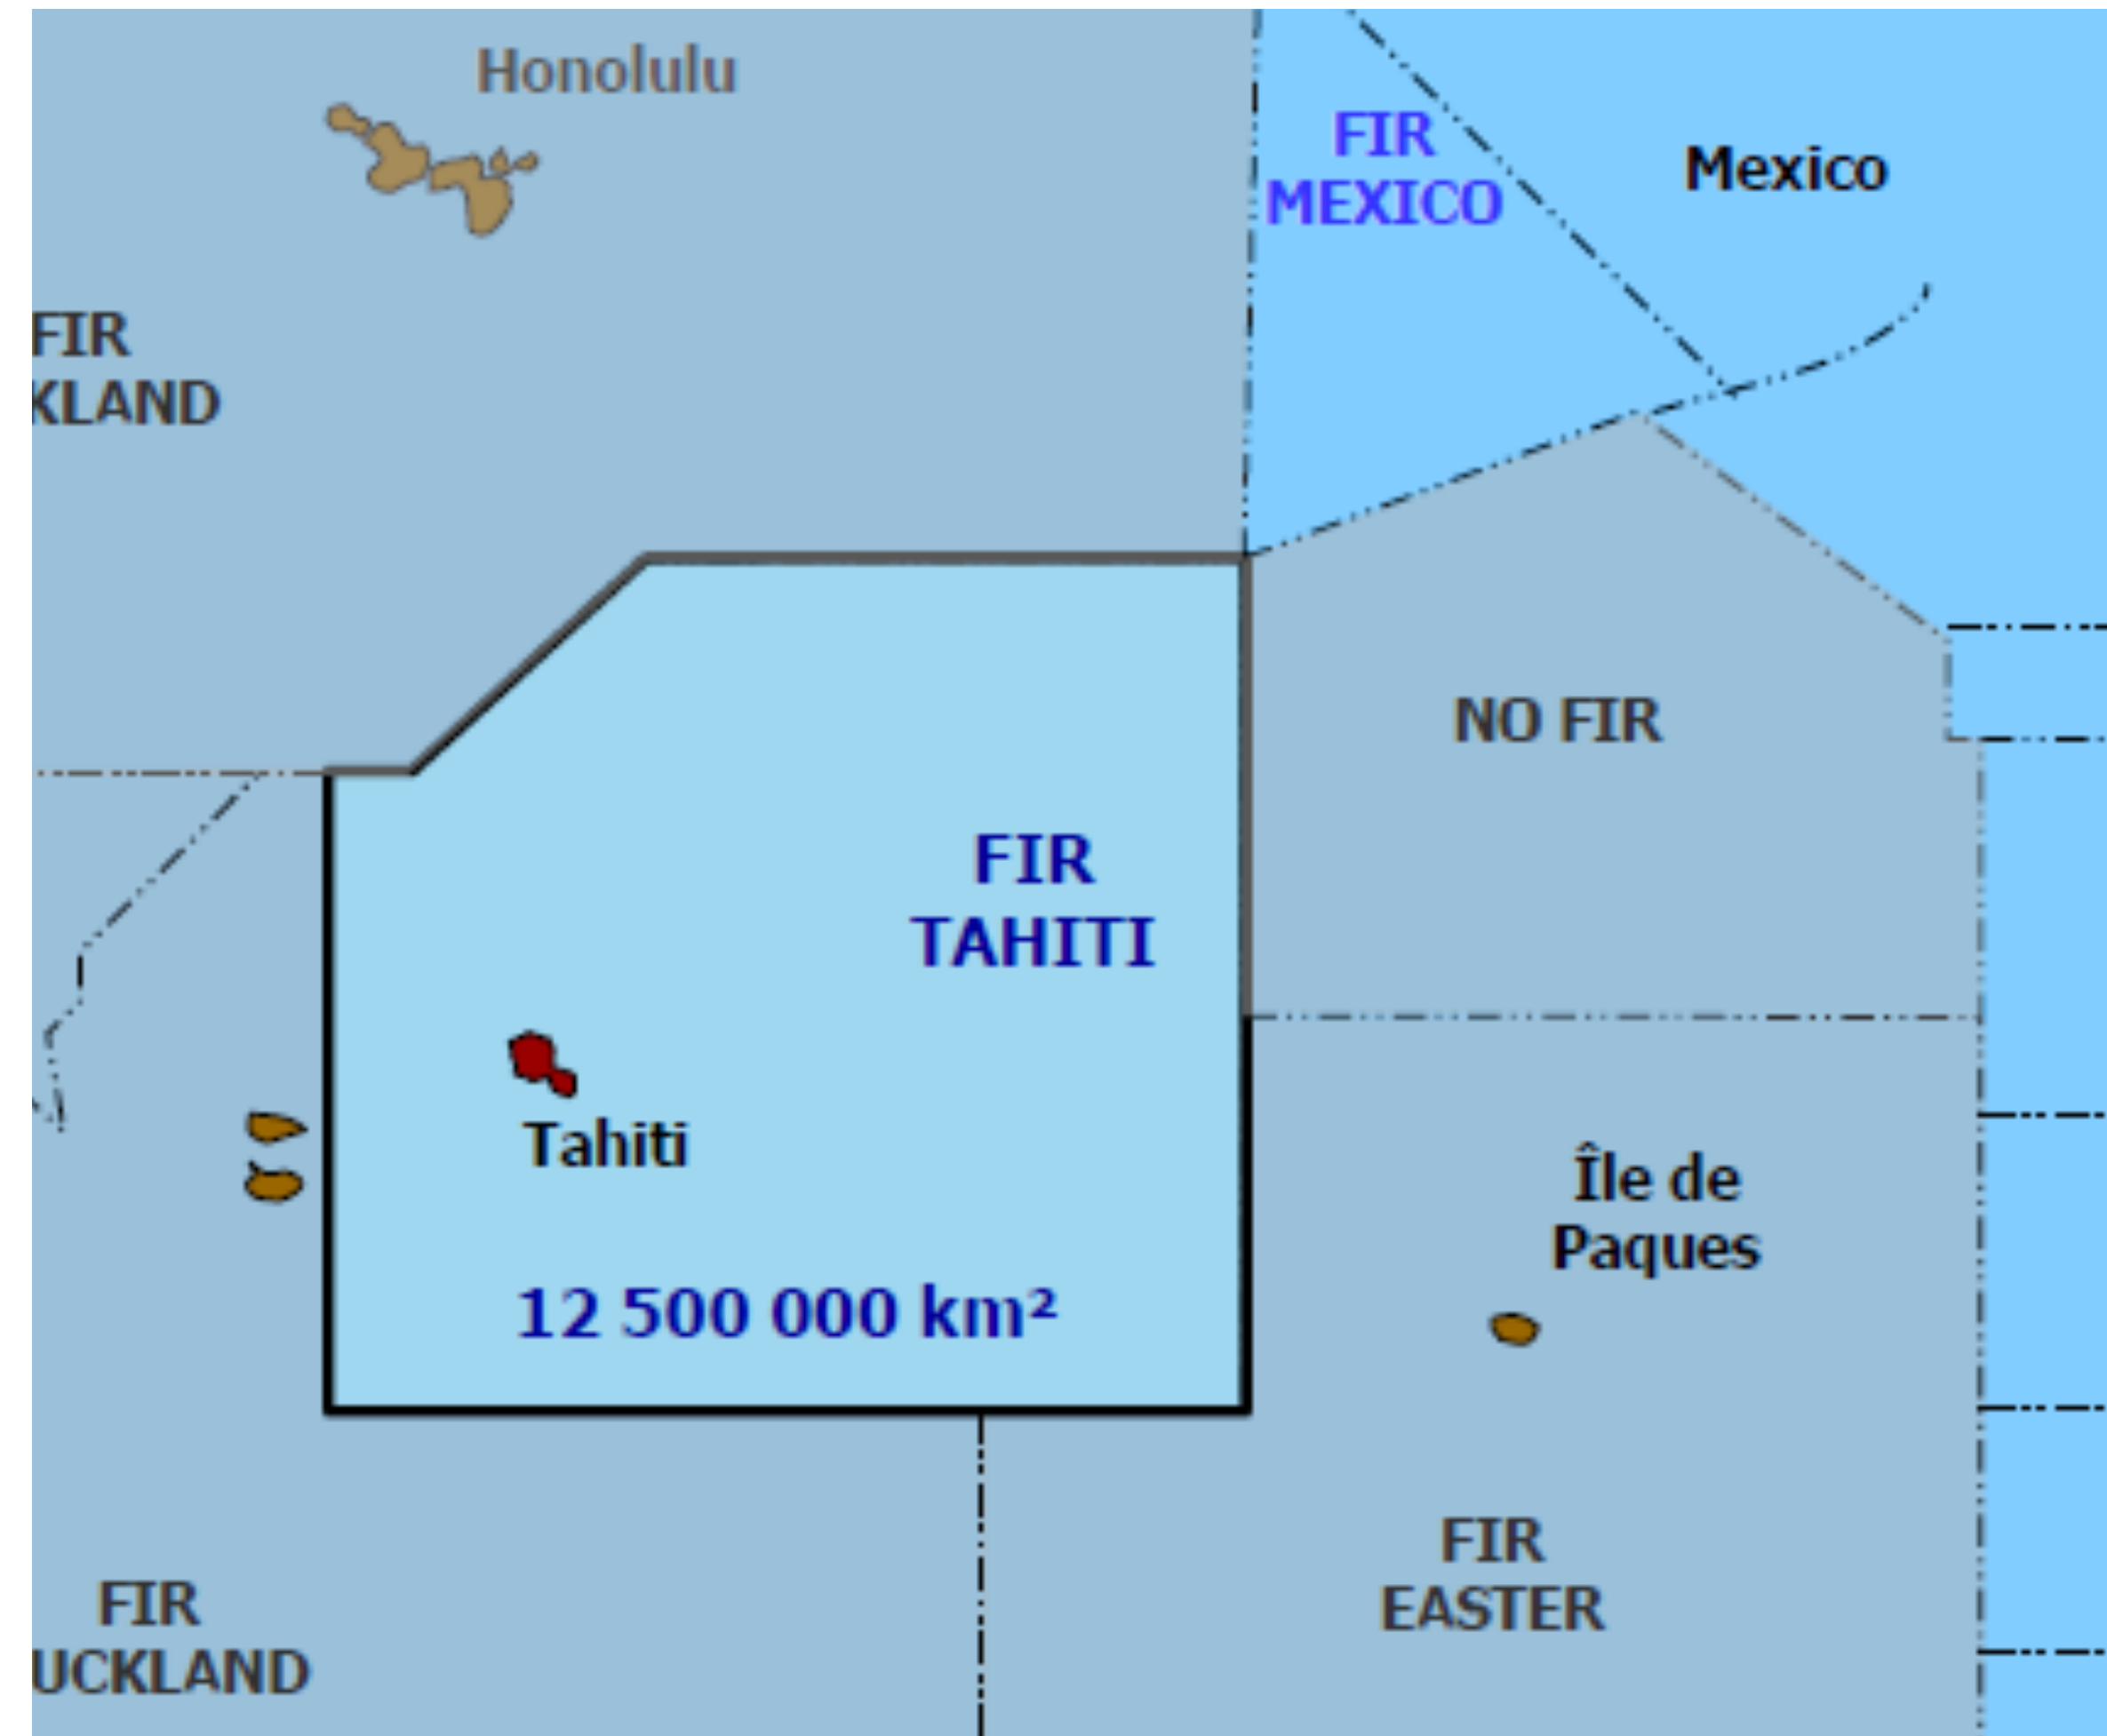 Honolulu
FIR
MEXICO
Mexico
FIR
KLAND
NO FIR
FIR
TAHITI
Tahiti
Île de
Paques
12 500 000 km²
FIR
EASTER
FIR
UCKLAND